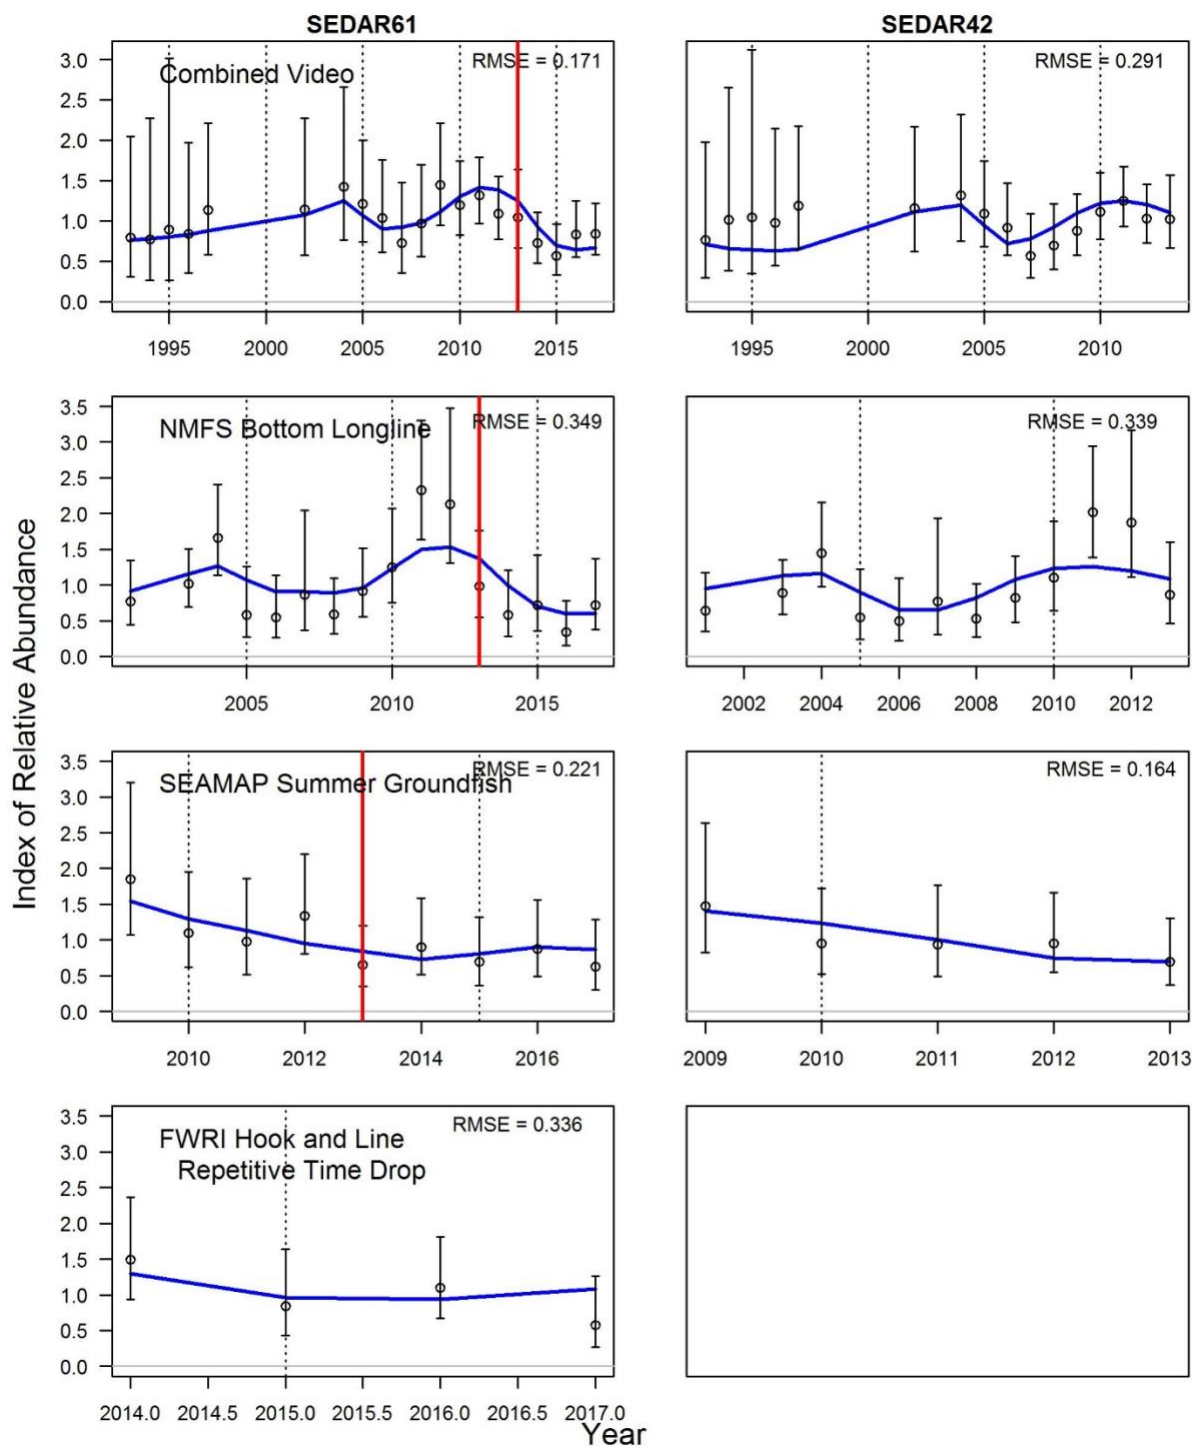 SEDAR61 SEDAR42
Combined Video RMSE = 0.171 RMSE = 0.291
3.0
2.5
2.0
1.5
1.0
0.5
0.0
1995 2000 2005 2010 2015 1995 2000 2005 2010
NMFS Bottom Longline RMSE = 0.349 RMSE = 0.339
3.5
3.0
2.5
2.0
1.5
1.0
0.5
0.0
2005 2010 2015 2002 2004 2006 2008 2010 2012
SEAMAP Summer Groundfish RMSE = 0.221 RMSE = 0.164
3.5
3.0
2.5
2.0
1.5
1.0
0.5
0.0
2010 2012 2014 2016 2009 2010 2011 2012 2013
FWRI Hook and Line RMSE = 0.336
Repetitive Time Drop
3.5
3.0
2.5
2.0
1.5
1.0
0.5
0.0
2014.0 2014.5 2015.0 2015.5 2016.0 2016.5 2017.0
Index of Relative Abundance
Year